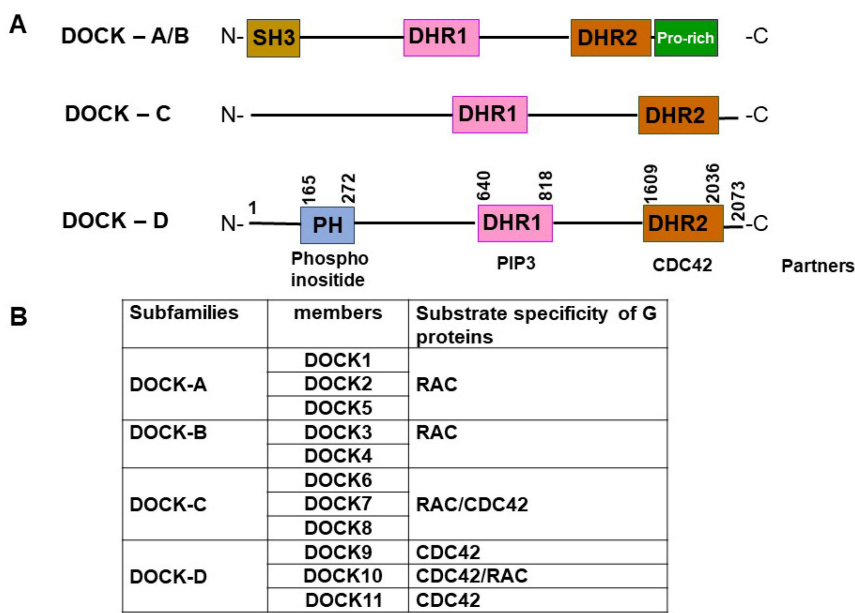 A
DOCK – A/B N- SH3 DHR1 DHR2 Pro-rich -C
DOCK – C N- DHR1 DHR2 -C
DOCK – D N- 1 165 PH 272 640 DHR1 818 1609 DHR2 2036 2073 -C
Phospho
inositide PIP3 CDC42 Partners
B
Subfamilies members Substrate specificity of G
proteins
DOCK1
DOCK-A DOCK2 RAC
DOCK5
DOCK-B DOCK3 RAC
DOCK4
DOCK6
DOCK-C DOCK7 RAC/CDC42
DOCK8
DOCK9 CDC42
DOCK-D DOCK10 CDC42/RAC
DOCK11 CDC42